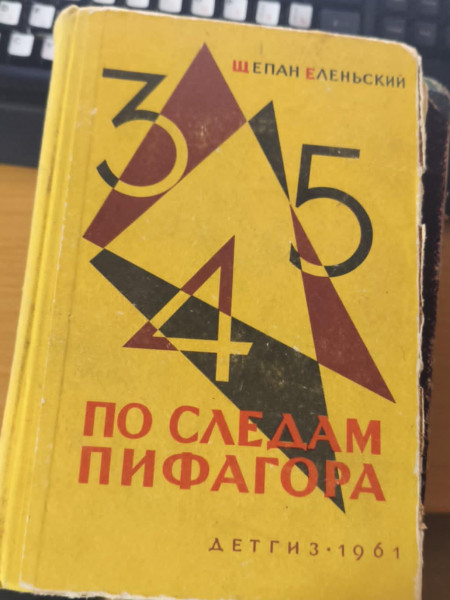 ЩЕПАН ЕЛЕНЬСКИЙ
3
5
4
ПО СЛЕДАМ
ПИФАГОРА
ДЕТГИЗ·1961